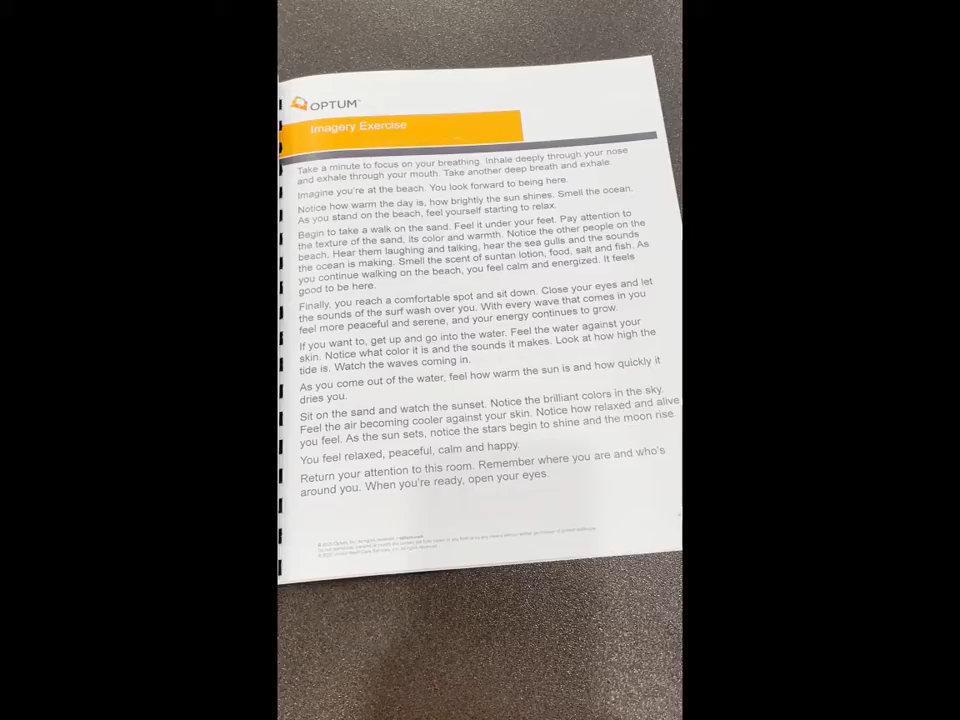 OPTUM
Imagery Exercise
Take a minute to focus on your breathing. Inhale deeply through your nose
and exhale through your mouth. Take another deep breath and exhale.
Imagine you're at the beach. You look forward to being here.
Notice how warm the day is, how brightly the sun shines. Smell the ocean.
As you stand on the beach, feel yourself starting to relax.
Begin to take a walk on the sand. Feel it under your feet. Pay attention to
the texture of the sand, its color and warmth. Notice the other people on the
beach. Hear them laughing and talking, hear the sea gulls and the sounds
the ocean is making. Smell the scent of suntan lotion, food, salt and fish. As
you continue walking on the beach, you feel calm and energized. It feels
good to be here.
Finally, you reach a comfortable spot and sit down. Close your eyes and let
the sounds of the surf wash over you. With every wave that comes in you
feel more peaceful and serene, and your energy continues to grow.
If you want to, get up and go into the water. Feel the water against your
skin. Notice what color it is and the sounds it makes. Look at how high the
tide is. Watch the waves coming in.
As you come out of the water, feel how warm the sun is and how quickly it
dries you.
Sit on the sand and watch the sunset. Notice the brilliant colors in the sky.
Feel the air becoming cooler against your skin. Notice how relaxed and alive
you feel. As the sun sets, notice the stars begin to shine and the moon rise.
You feel relaxed, peaceful, calm and happy.
Return your attention to this room. Remember where you are and who's
around you. When you're ready, open your eyes.